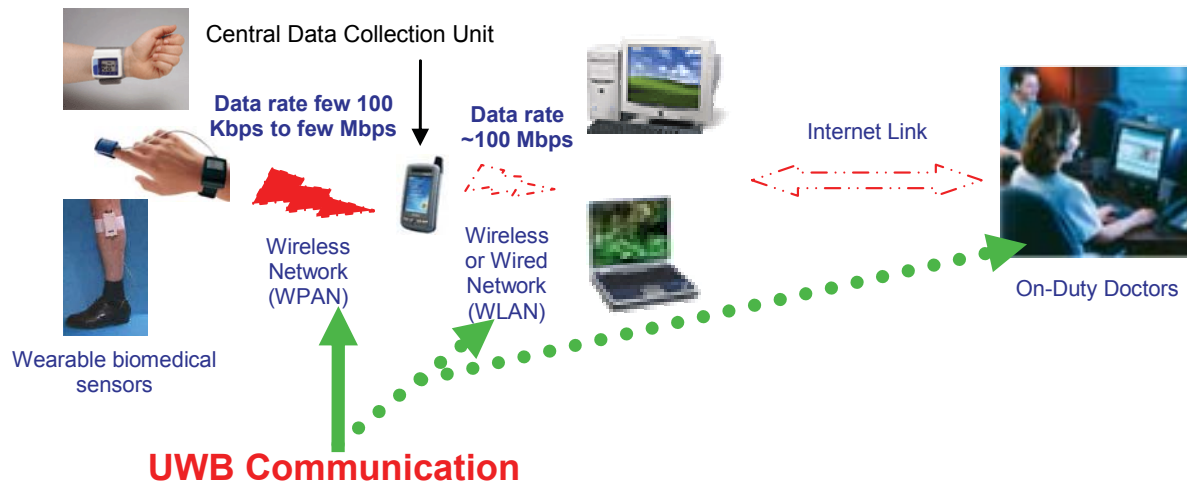 Central Data Collection Unit
Data rate few 100
Kbps to few Mbps
Data rate
~100 Mbps
Internet Link
Wireless
Network
(WPAN)
Wireless
or Wired
Network
(WLAN)
On-Duty Doctors
Wearable biomedical
sensors
UWB Communication